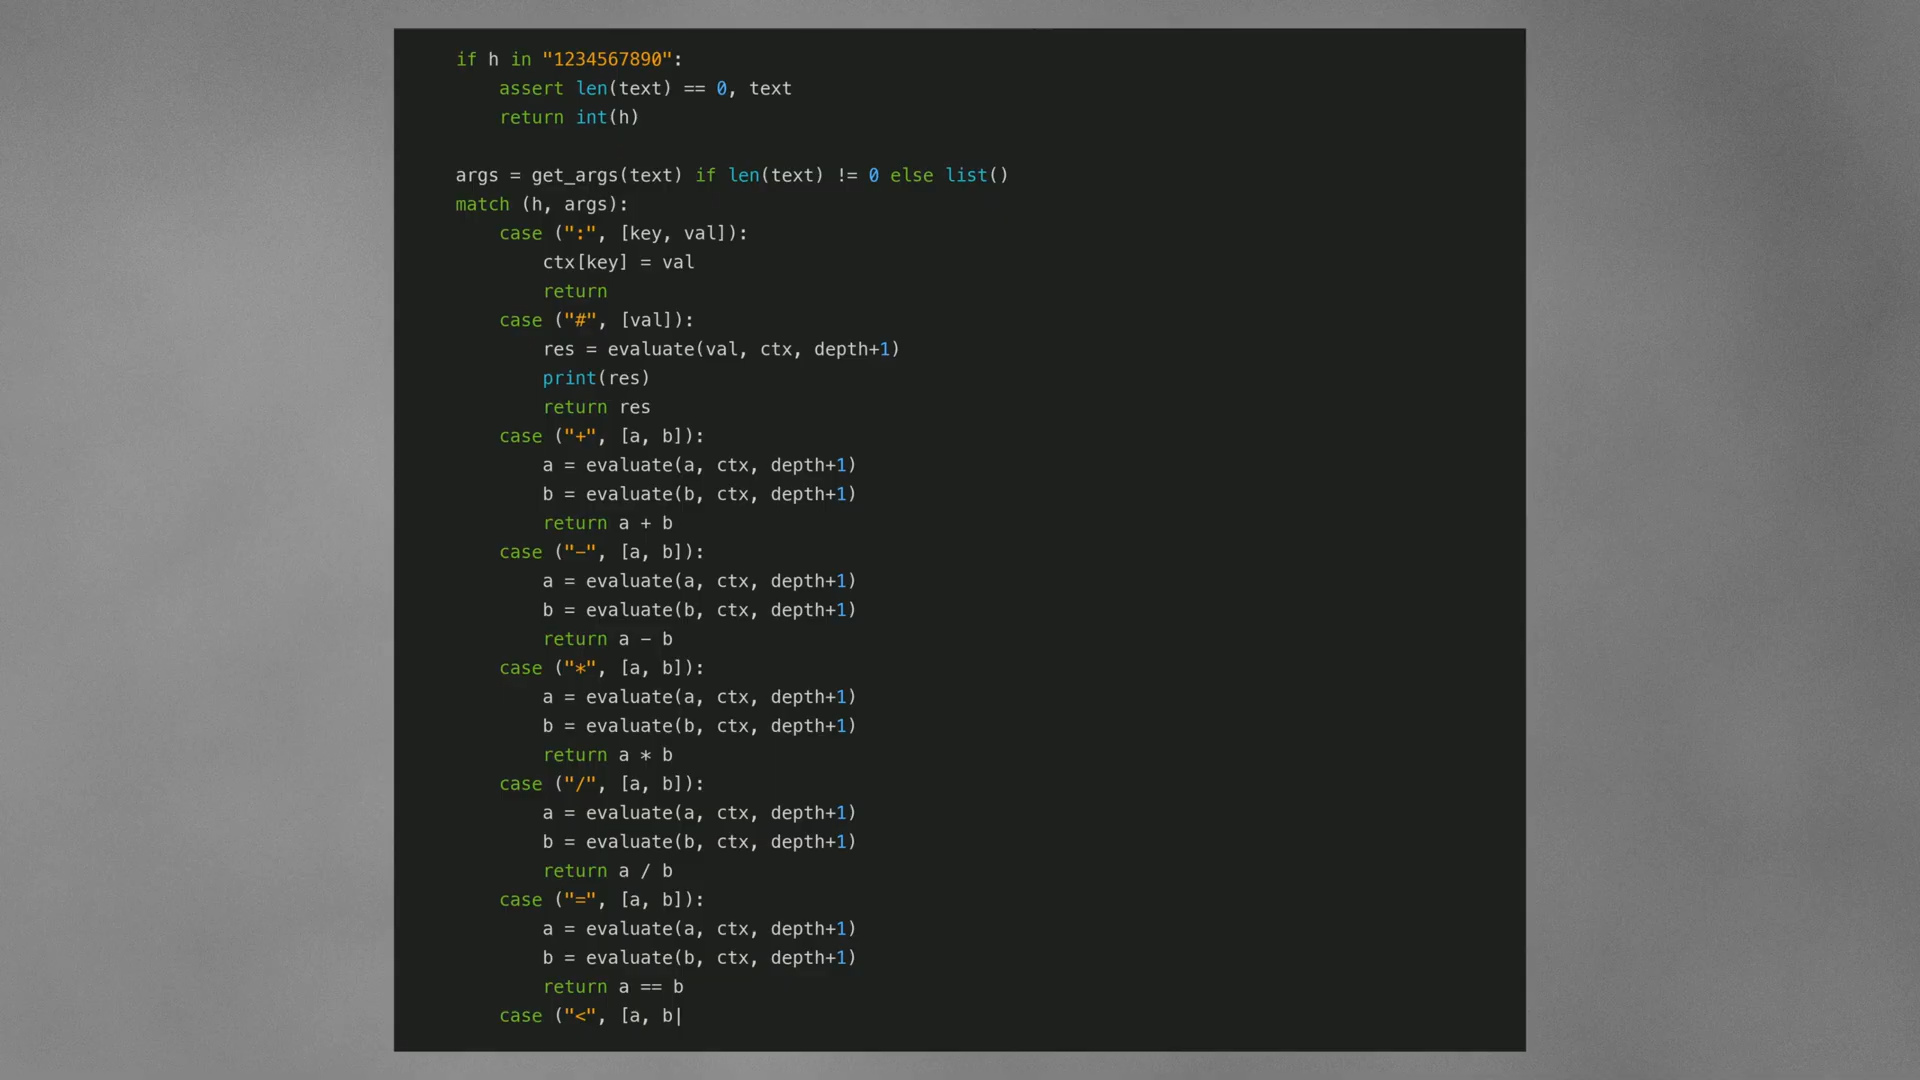 if h in "1234567890":
    assert len(text) == 0, text
    return int(h)

args = get_args(text) if len(text) != 0 else list()
match (h, args):
    case (":", [key, val]):
        ctx[key] = val
        return
    case ("#", [val]):
        res = evaluate(val, ctx, depth+1)
        print(res)
        return res
    case ("+", [a, b]):
        a = evaluate(a, ctx, depth+1)
        b = evaluate(b, ctx, depth+1)
        return a + b
    case ("-", [a, b]):
        a = evaluate(a, ctx, depth+1)
        b = evaluate(b, ctx, depth+1)
        return a - b
    case ("*", [a, b]):
        a = evaluate(a, ctx, depth+1)
        b = evaluate(b, ctx, depth+1)
        return a * b
    case ("/", [a, b]):
        a = evaluate(a, ctx, depth+1)
        b = evaluate(b, ctx, depth+1)
        return a / b
    case ("=", [a, b]):
        a = evaluate(a, ctx, depth+1)
        b = evaluate(b, ctx, depth+1)
        return a == b
    case ("<", [a, b|